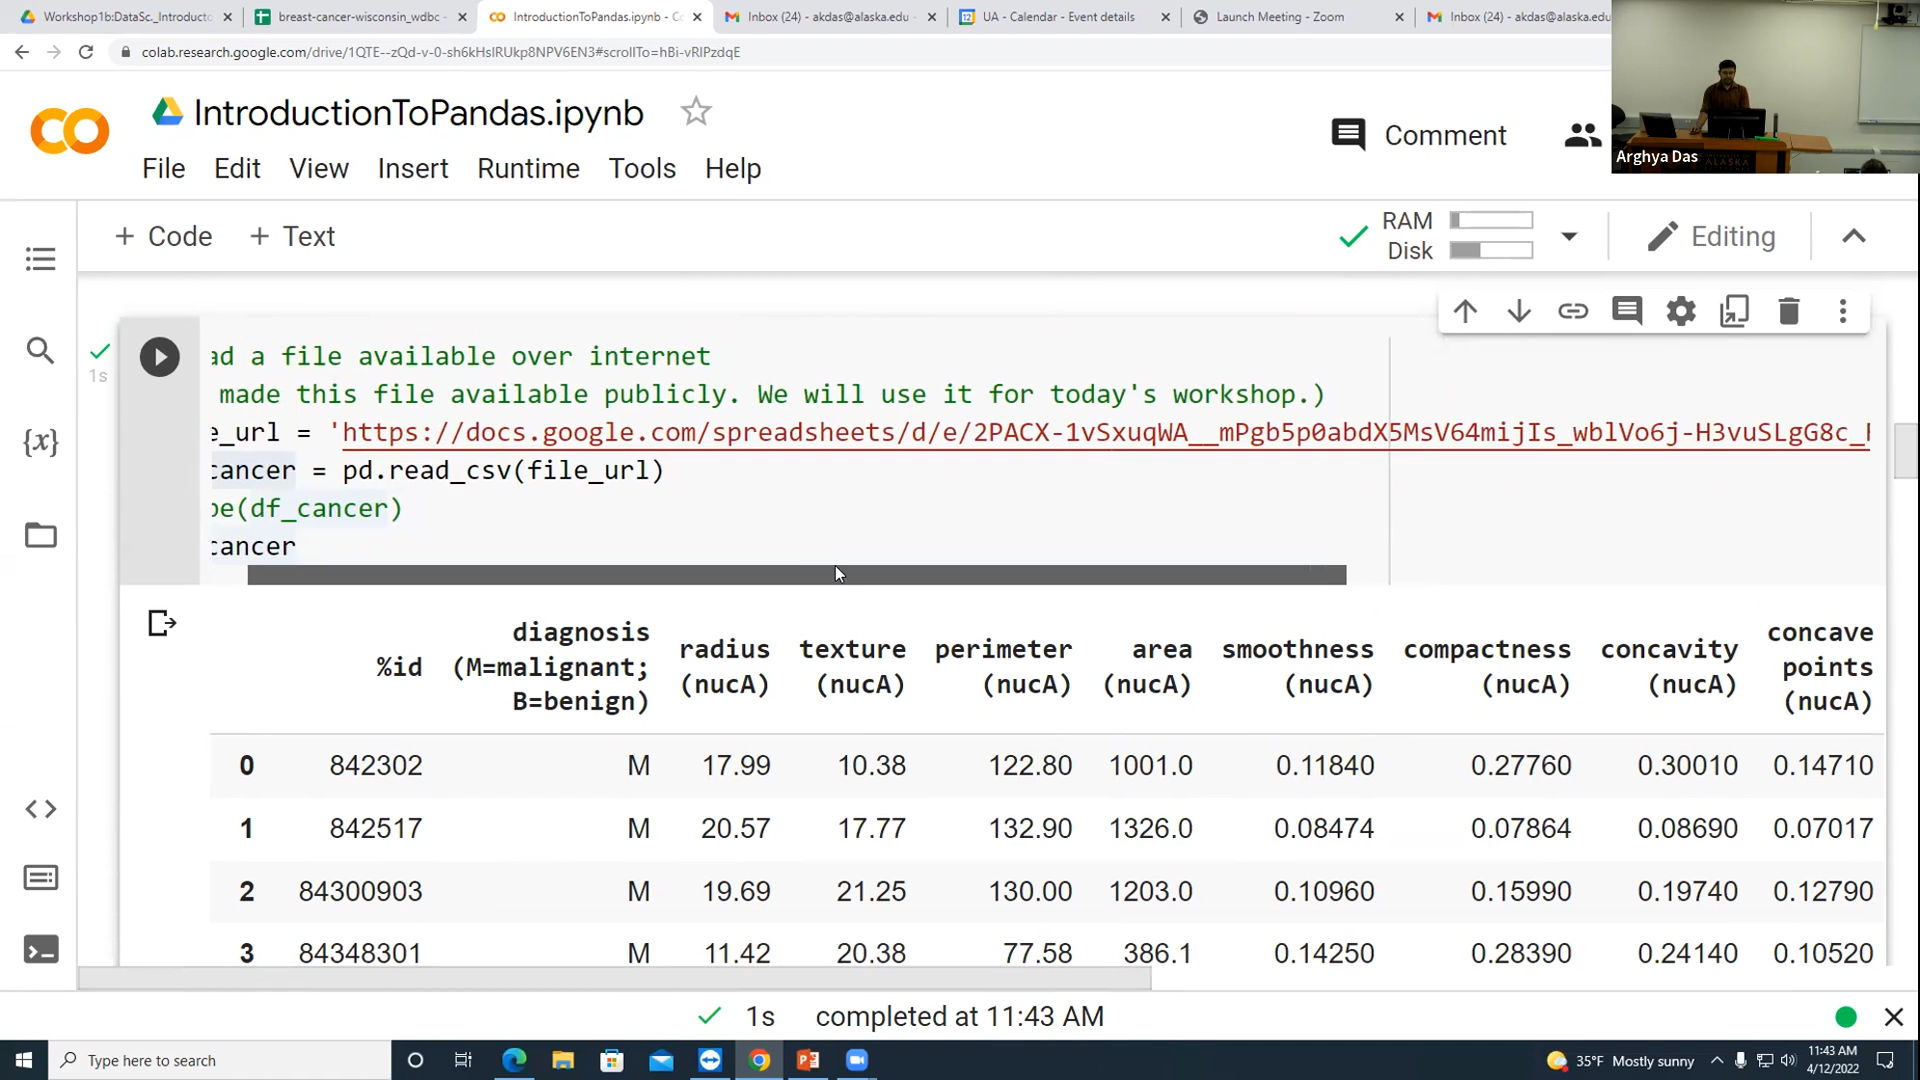 Workshop1b:DataSc._Introducto
breast-cancer-wisconsin_wdbc -
IntroductionToPandas.ipynb - Co
Inbox (24) - akdas@alaska.edu -
UA - Calendar - Event details
Launch Meeting - Zoom
Inbox (24) - akdas@alaska.edu
colab.research.google.com/drive/1QTE--zQd-v-0-sh6kHslRUkp8NPV6EN3#scrollTo=hBi-vRlPzdqE
IntroductionToPandas.ipynb
Comment
Arghya Das
File Edit View Insert Runtime Tools Help
+ Code + Text
RAM
Disk
Editing
1s
ad a file available over internet
made this file available publicly. We will use it for today's workshop.)
e_url = 'https://docs.google.com/spreadsheets/d/e/2PACX-1vSxuqWA__mPgb5p0abdX5MsV64mijIs_wblVo6j-H3vuSLgG8c_
cancer = pd.read_csv(file_url)
pe(df_cancer)
cancer
%id diagnosis (M=malignant; B=benign) radius (nucA) texture (nucA) perimeter (nucA) area (nucA) smoothness (nucA) compactness (nucA) concavity (nucA) concave points (nucA)
0 842302 M 17.99 10.38 122.80 1001.0 0.11840 0.27760 0.30010 0.14710
1 842517 M 20.57 17.77 132.90 1326.0 0.08474 0.07864 0.08690 0.07017
2 84300903 M 19.69 21.25 130.00 1203.0 0.10960 0.15990 0.19740 0.12790
3 84348301 M 11.42 20.38 77.58 386.1 0.14250 0.28390 0.24140 0.10520
1s completed at 11:43 AM
Type here to search
35°F Mostly sunny
11:43 AM
4/12/2022